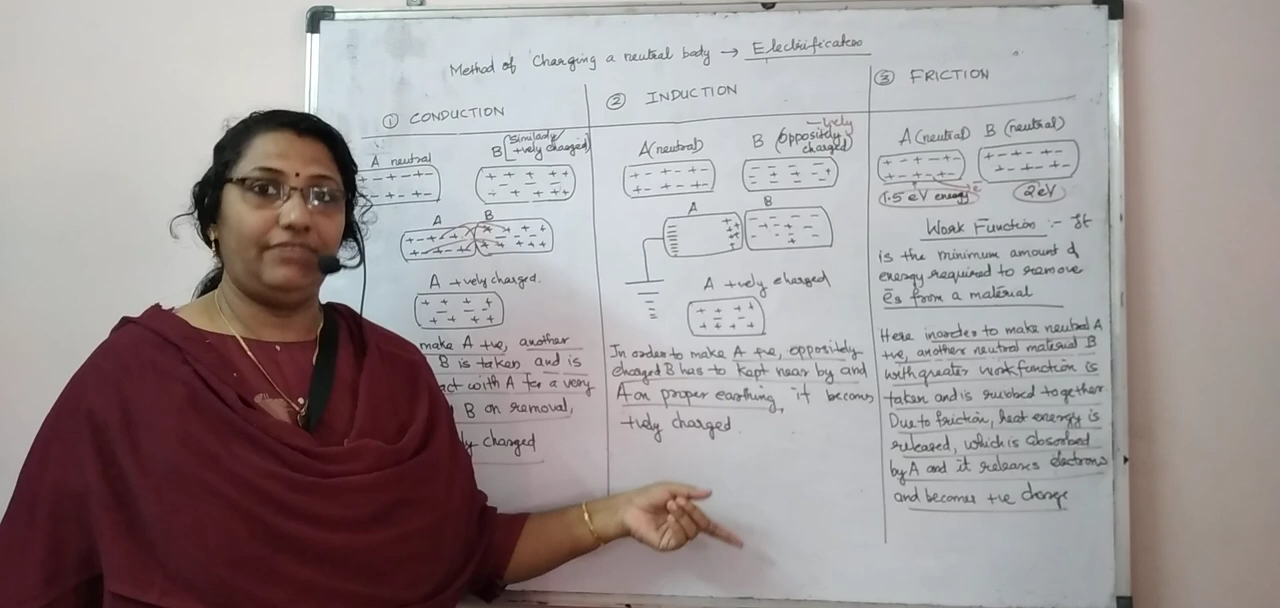 Method of Charging a neutral body → Electrification
① CONDUCTION
A neutral
B (Similarly/
+vely charged)
+ - + - + -
+ - + - + -
A B
A +vely charged.
make A +ve, another
B is taken and is
act with A for a very
B on removal,
ly charged
② INDUCTION
A (neutral)
-vely
B (oppositely
charged)
A B
A +vely charged
In order to make A +ve, oppositely
charged B has to kept near by and
A on proper earthing, it becomes
+vely charged.
③ FRICTION
A (neutral) B (neutral)
1.5 eV energy
2eV
Work Function :- It
is the minimum amount of
energy required to remove
ēs from a material
Here inorder to make neutral A
+ve, another neutral material B
with greater workfunction is
taken and is rubbed together
Due to friction, heat energy is
released, which is absorbed
by A and it releases electrons
and becomes +ve charge